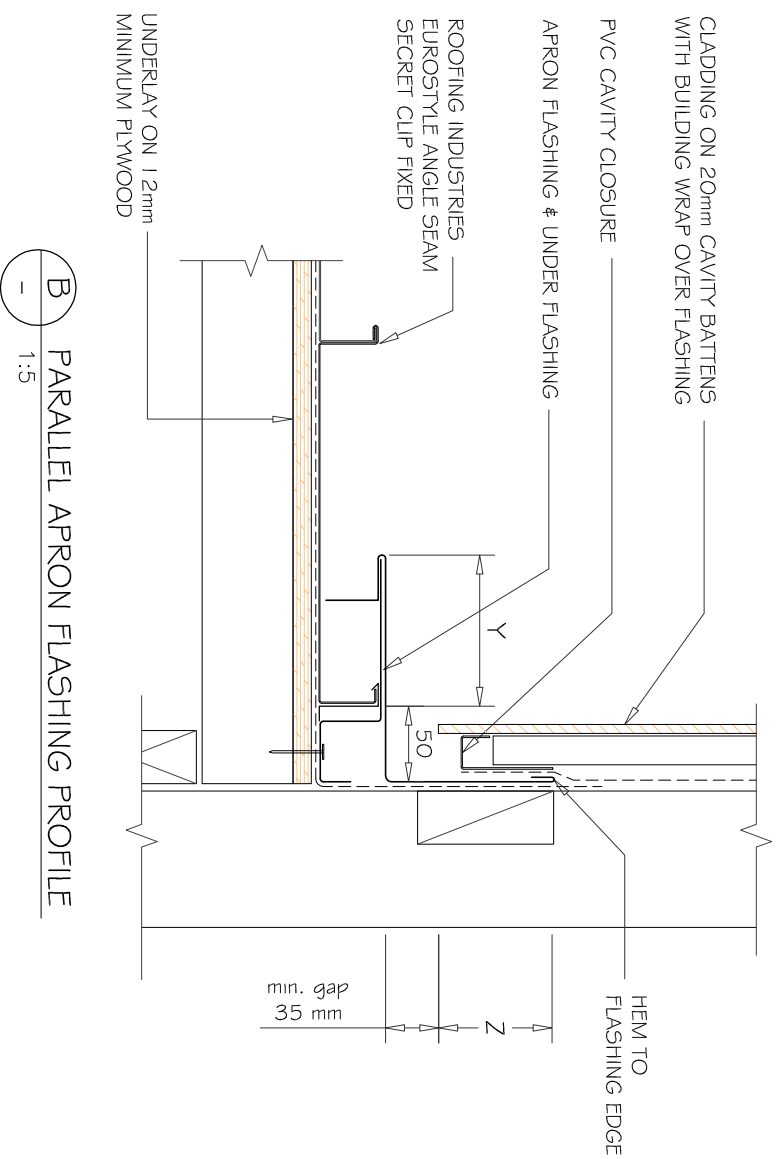 CLADDING ON 20mm CAVITY BATTENS
WITH BUILDING WRAP OVER FLASHING
PVC CAVITY CLOSURE
APRON FLASHING & UNDER FLASHING
ROOFING INDUSTRIES
EUROSTYLE ANGLE SEAM
SECRET CLIP FIXED
UNDERLAY ON 12mm
MINIMUM PLYWOOD
Y
50
HEM TO
FLASHING EDGE
Z
min. gap
35 mm
B
-
PARALLEL APRON FLASHING PROFILE
1:5